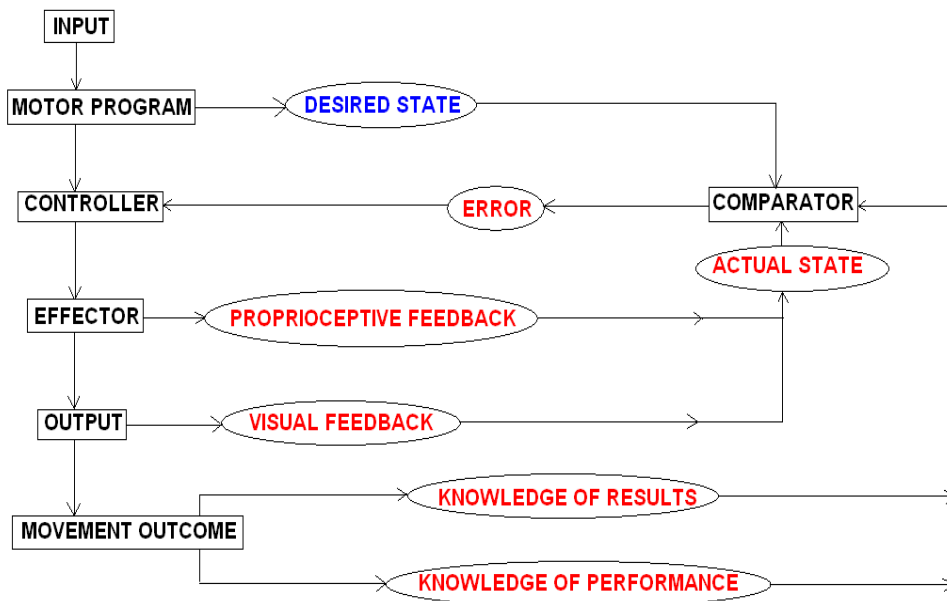 INPUT
MOTOR PROGRAM
DESIRED STATE
CONTROLLER
ERROR
COMPARATOR
ACTUAL STATE
EFFECTOR
PROPRIOCEPTIVE FEEDBACK
OUTPUT
VISUAL FEEDBACK
KNOWLEDGE OF RESULTS
MOVEMENT OUTCOME
KNOWLEDGE OF PERFORMANCE